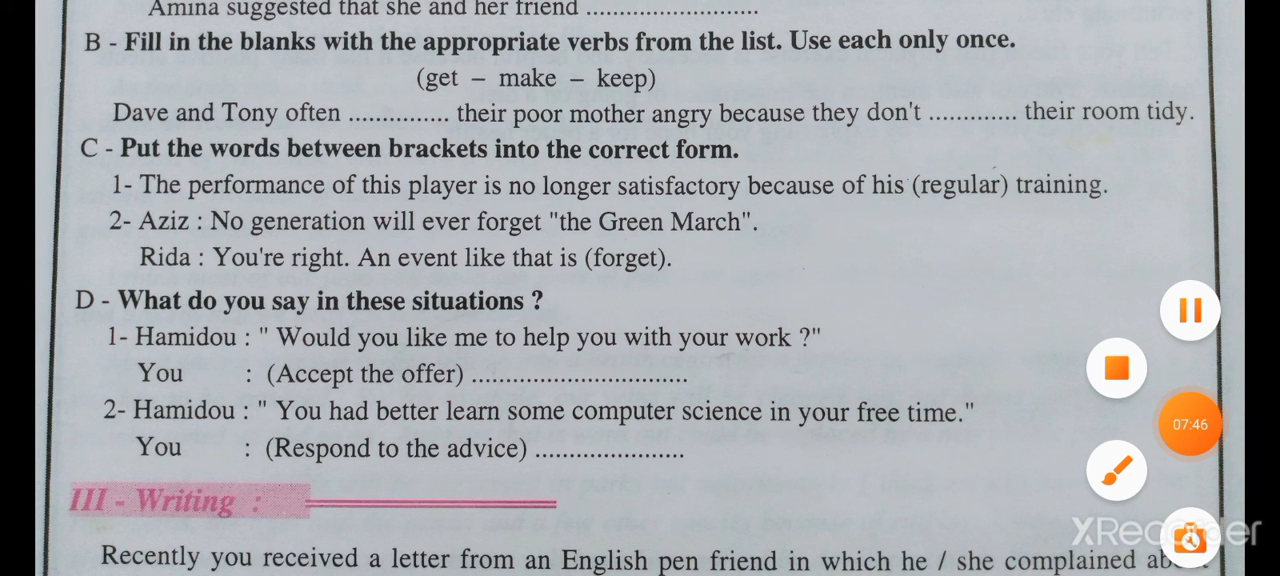 Amina suggested that she and her friend ..........................
B - Fill in the blanks with the appropriate verbs from the list. Use each only once.
(get – make – keep)
Dave and Tony often ............... their poor mother angry because they don't ............. their room tidy.
C - Put the words between brackets into the correct form.
1- The performance of this player is no longer satisfactory because of his (regular) training.
2- Aziz : No generation will ever forget "the Green March".
Rida : You're right. An event like that is (forget).
D - What do you say in these situations ?
1- Hamidou : " Would you like me to help you with your work ?"
You : (Accept the offer) ................................
2- Hamidou : " You had better learn some computer science in your free time."
You : (Respond to the advice) ......................
III - Writing :
Recently you received a letter from an English pen friend in which he / she complained
07:46
XRecorder